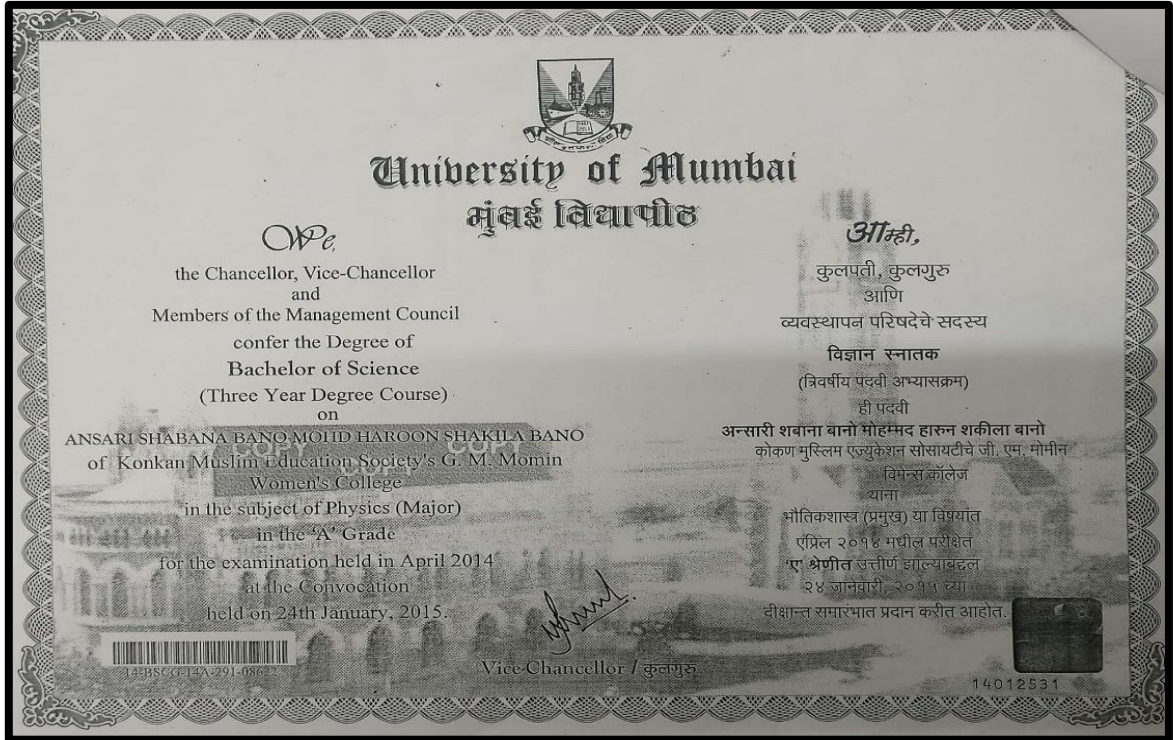 University of Mumbai
मुंबई विद्यापीठ
We,
the Chancellor, Vice-Chancellor
and
Members of the Management Council
confer the Degree of
Bachelor of Science
(Three Year Degree Course)
on
ANSARI SHABANA BANO MOHD HAROON SHAKILA BANO
of Konkan Muslim Education Society's G. M. Momin
Women's College
in the subject of Physics (Major)
in the 'A' Grade
for the examination held in April 2014
at the Convocation
held on 24th January, 2015.
आम्ही,
कुलपती, कुलगुरु
आणि
व्यवस्थापन परिषदेचे सदस्य
विज्ञान स्नातक
(त्रिवर्षीय पदवी अभ्यासक्रम)
ही पदवी
अन्सारी शबाना बानो मोहम्मद हारुन शकीला बानो
कोकण मुस्लिम एज्युकेशन सोसायटीचे जी. एम. मोमीन
विमेन्स कॉलेज
याना
भौतिकशास्त्र (प्रमुख) या विषयांत
एप्रिल २०१४ मधील परीक्षेत
'ए' श्रेणीत उत्तीर्ण झाल्याबद्दल
२४ जानेवारी, २०१५ च्या
दीक्षान्त समारंभात प्रदान करीत आहोत.
COPY COPY
Vice-Chancellor / कुलगुरु
14012531